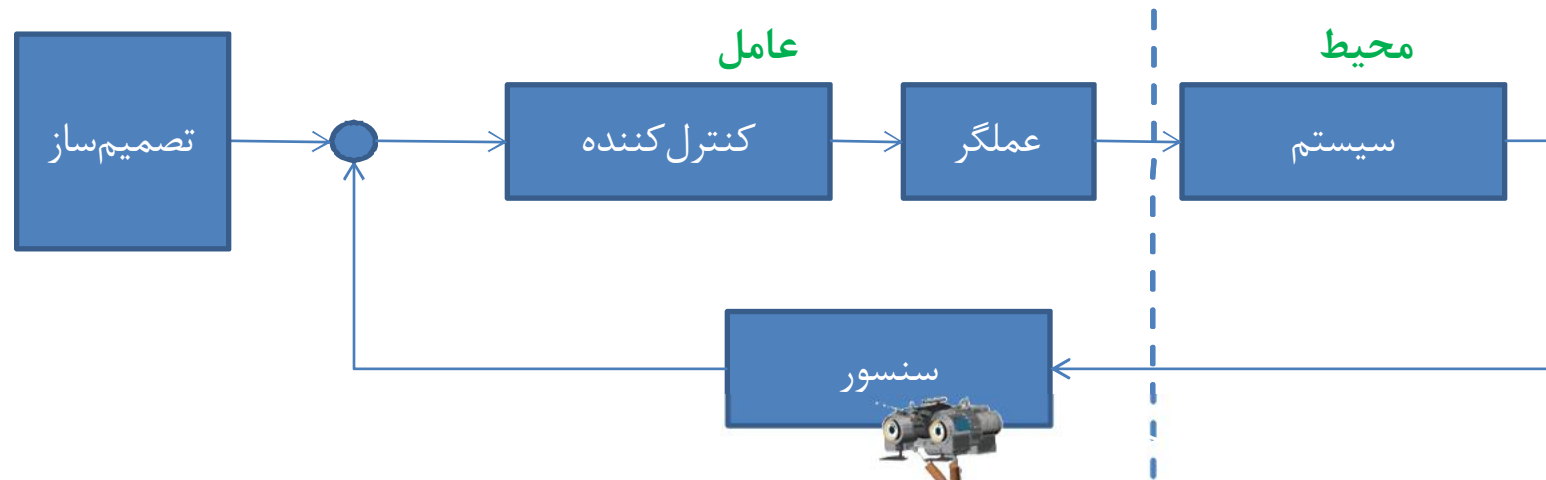 عامل
محیط
تصمیم‌ساز
کنترل‌کننده
عملگر
سیستم
سنسور